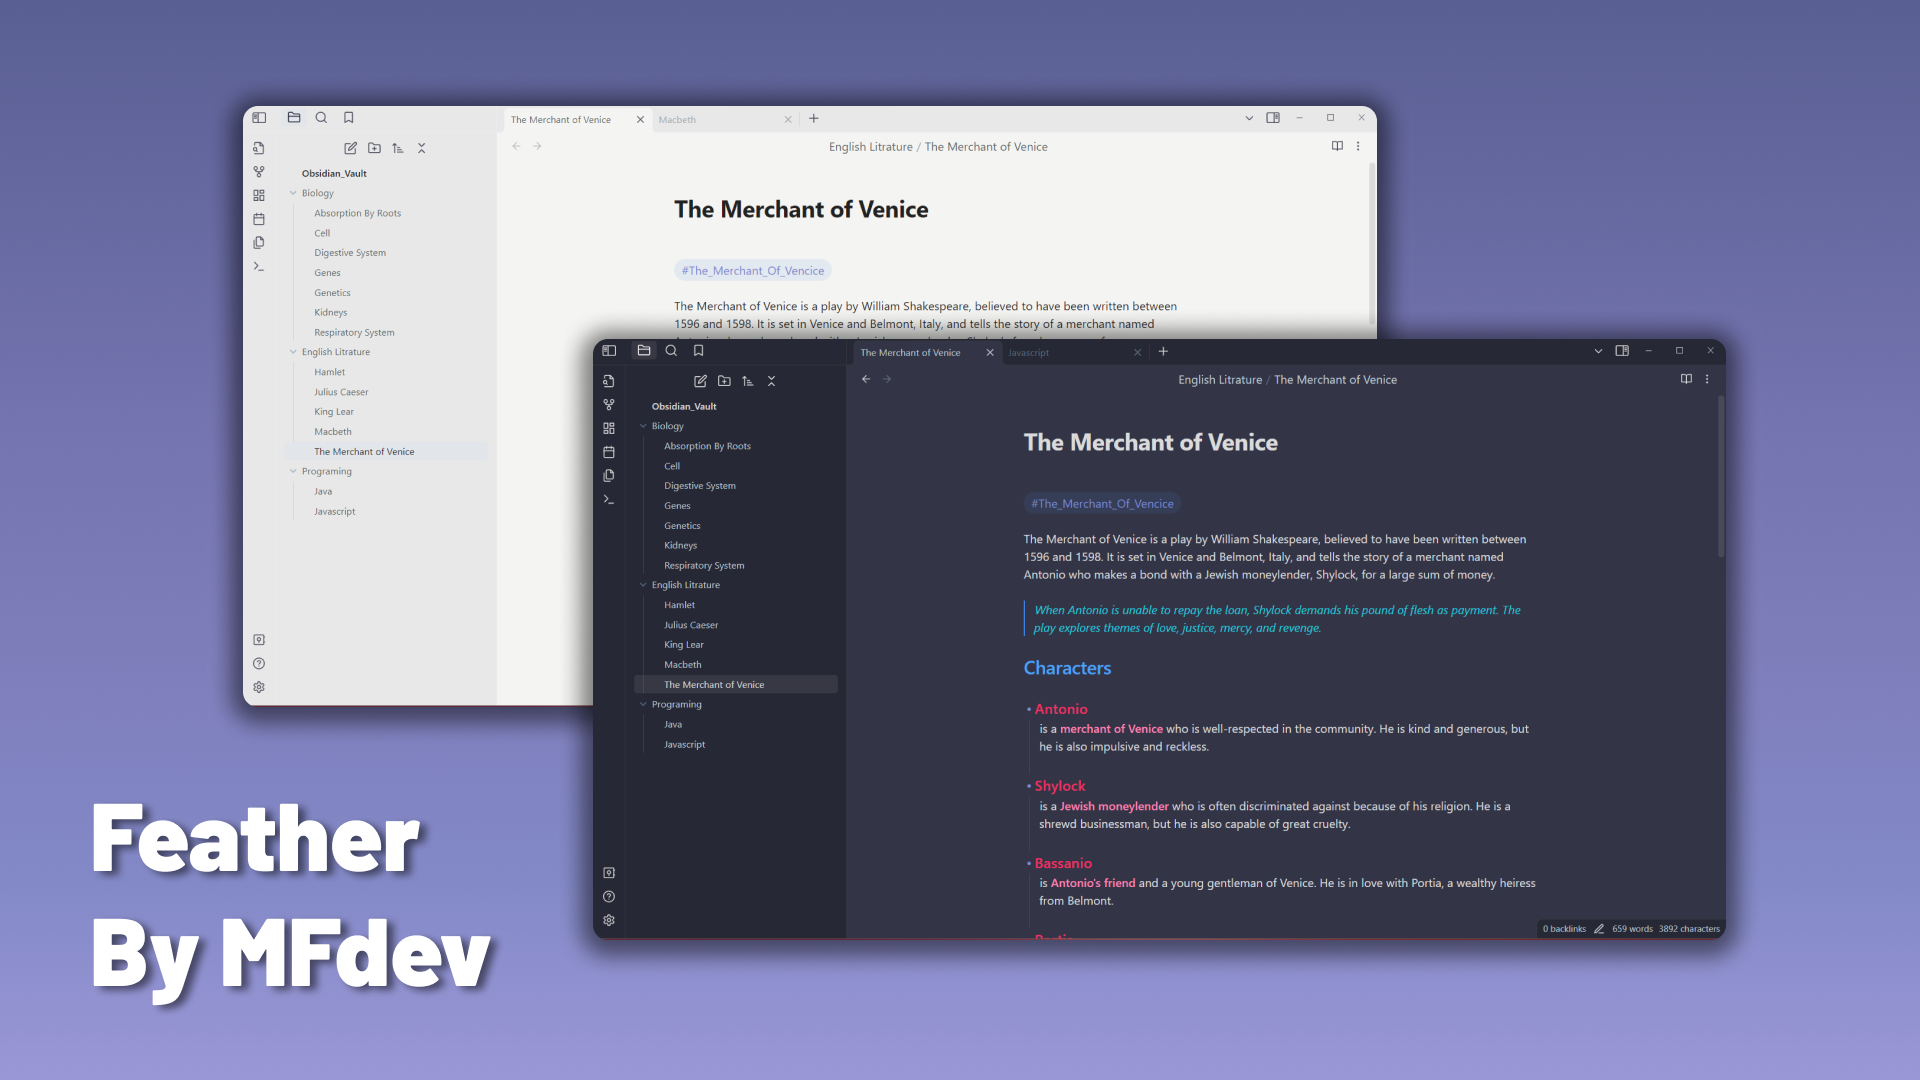 The Merchant of Venice
Macbeth
English Litrature / The Merchant of Venice
Obsidian_Vault
Biology
Absorption By Roots
Cell
Digestive System
Genes
Genetics
Kidneys
Respiratory System
English Litrature
Hamlet
Julius Caeser
King Lear
Macbeth
The Merchant of Venice
Programing
Java
Javascript
The Merchant of Venice
#The_Merchant_Of_Vencice
The Merchant of Venice is a play by William Shakespeare, believed to have been written between
1596 and 1598. It is set in Venice and Belmont, Italy, and tells the story of a merchant named
The Merchant of Venice
Javascript
English Litrature / The Merchant of Venice
Obsidian_Vault
Biology
Absorption By Roots
Cell
Digestive System
Genes
Genetics
Kidneys
Respiratory System
English Litrature
Hamlet
Julius Caeser
King Lear
Macbeth
The Merchant of Venice
Programing
Java
Javascript
The Merchant of Venice
#The_Merchant_Of_Vencice
The Merchant of Venice is a play by William Shakespeare, believed to have been written between
1596 and 1598. It is set in Venice and Belmont, Italy, and tells the story of a merchant named
Antonio who makes a bond with a Jewish moneylender, Shylock, for a large sum of money.
When Antonio is unable to repay the loan, Shylock demands his pound of flesh as payment. The
play explores themes of love, justice, mercy, and revenge.
Characters
• Antonio
is a merchant of Venice who is well-respected in the community. He is kind and generous, but
he is also impulsive and reckless.
• Shylock
is a Jewish moneylender who is often discriminated against because of his religion. He is a
shrewd businessman, but he is also capable of great cruelty.
• Bassanio
is Antonio's friend and a young gentleman of Venice. He is in love with Portia, a wealthy heiress
from Belmont.
0 backlinks 659 words 3892 characters
Feather
By MFdev